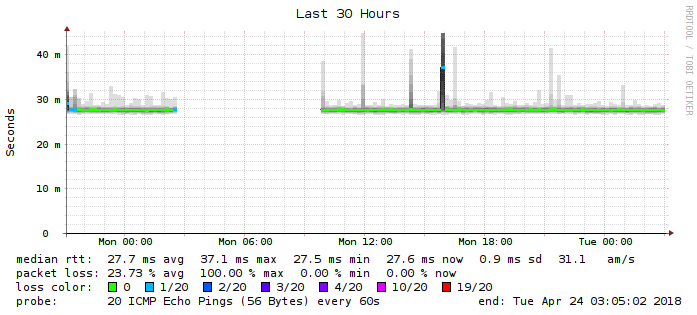 Last 30 Hours
RRDTOOL / TOBI OETIKER
Seconds
40 m
30 m
20 m
10 m
0
Mon 00:00 Mon 06:00 Mon 12:00 Mon 18:00 Tue 00:00
median rtt: 27.7 ms avg 37.1 ms max 27.5 ms min 27.6 ms now 0.9 ms sd 31.1 am/s
packet loss: 23.73 % avg 100.00 % max 0.00 % min 0.00 % now
loss color: 0 1/20 2/20 3/20 4/20 10/20 19/20
probe: 20 ICMP Echo Pings (56 Bytes) every 60s end: Tue Apr 24 03:05:02 2018